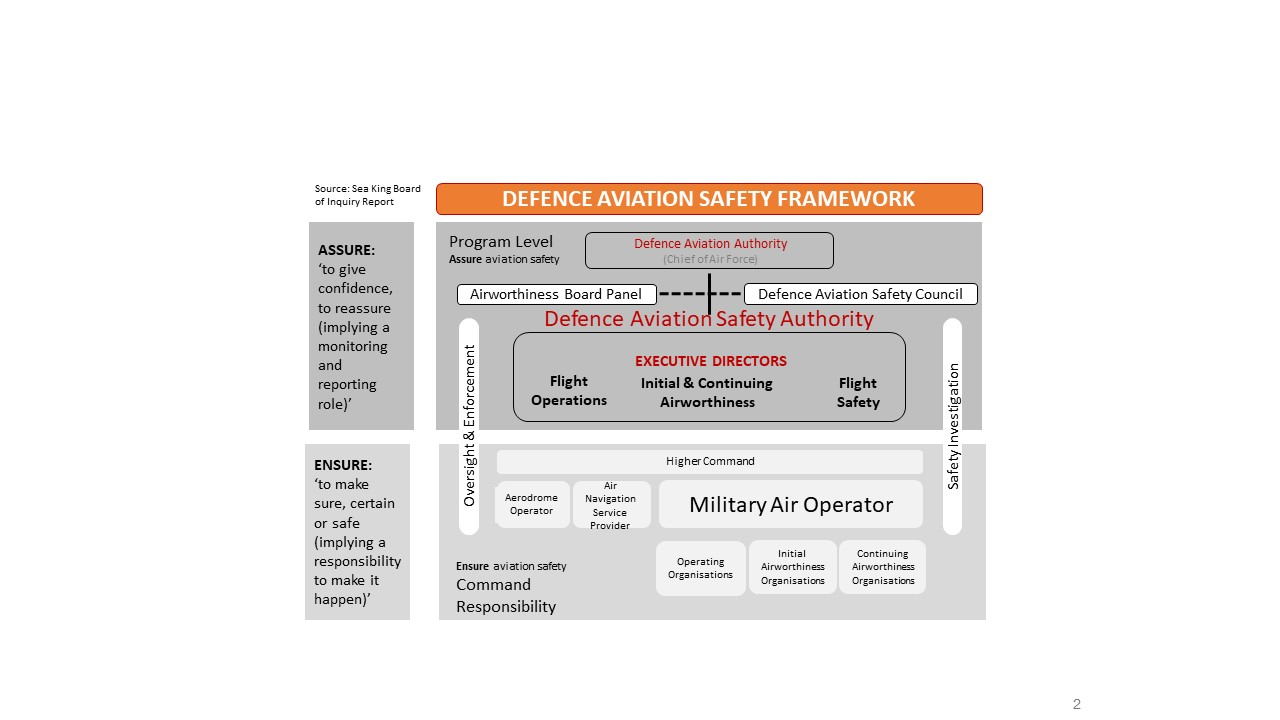 Source: Sea King Board
of Inquiry Report
DEFENCE AVIATION SAFETY FRAMEWORK
ASSURE:
‘to give
confidence,
to reassure
(implying a
monitoring
and
reporting
role)’
Program Level
Assure aviation safety
Defence Aviation Authority
(Chief of Air Force)
Airworthiness Board Panel
Defence Aviation Safety Council
Defence Aviation Safety Authority
EXECUTIVE DIRECTORS
Flight
Operations
Initial & Continuing
Airworthiness
Flight
Safety
Oversight & Enforcement
Safety Investigation
ENSURE:
‘to make
sure, certain
or safe
(implying a
responsibility
to make it
happen)’
Higher Command
Aerodrome
Operator
Air
Navigation
Service
Provider
Military Air Operator
Operating
Organisations
Initial
Airworthiness
Organisations
Continuing
Airworthiness
Organisations
Ensure aviation safety
Command
Responsibility
2